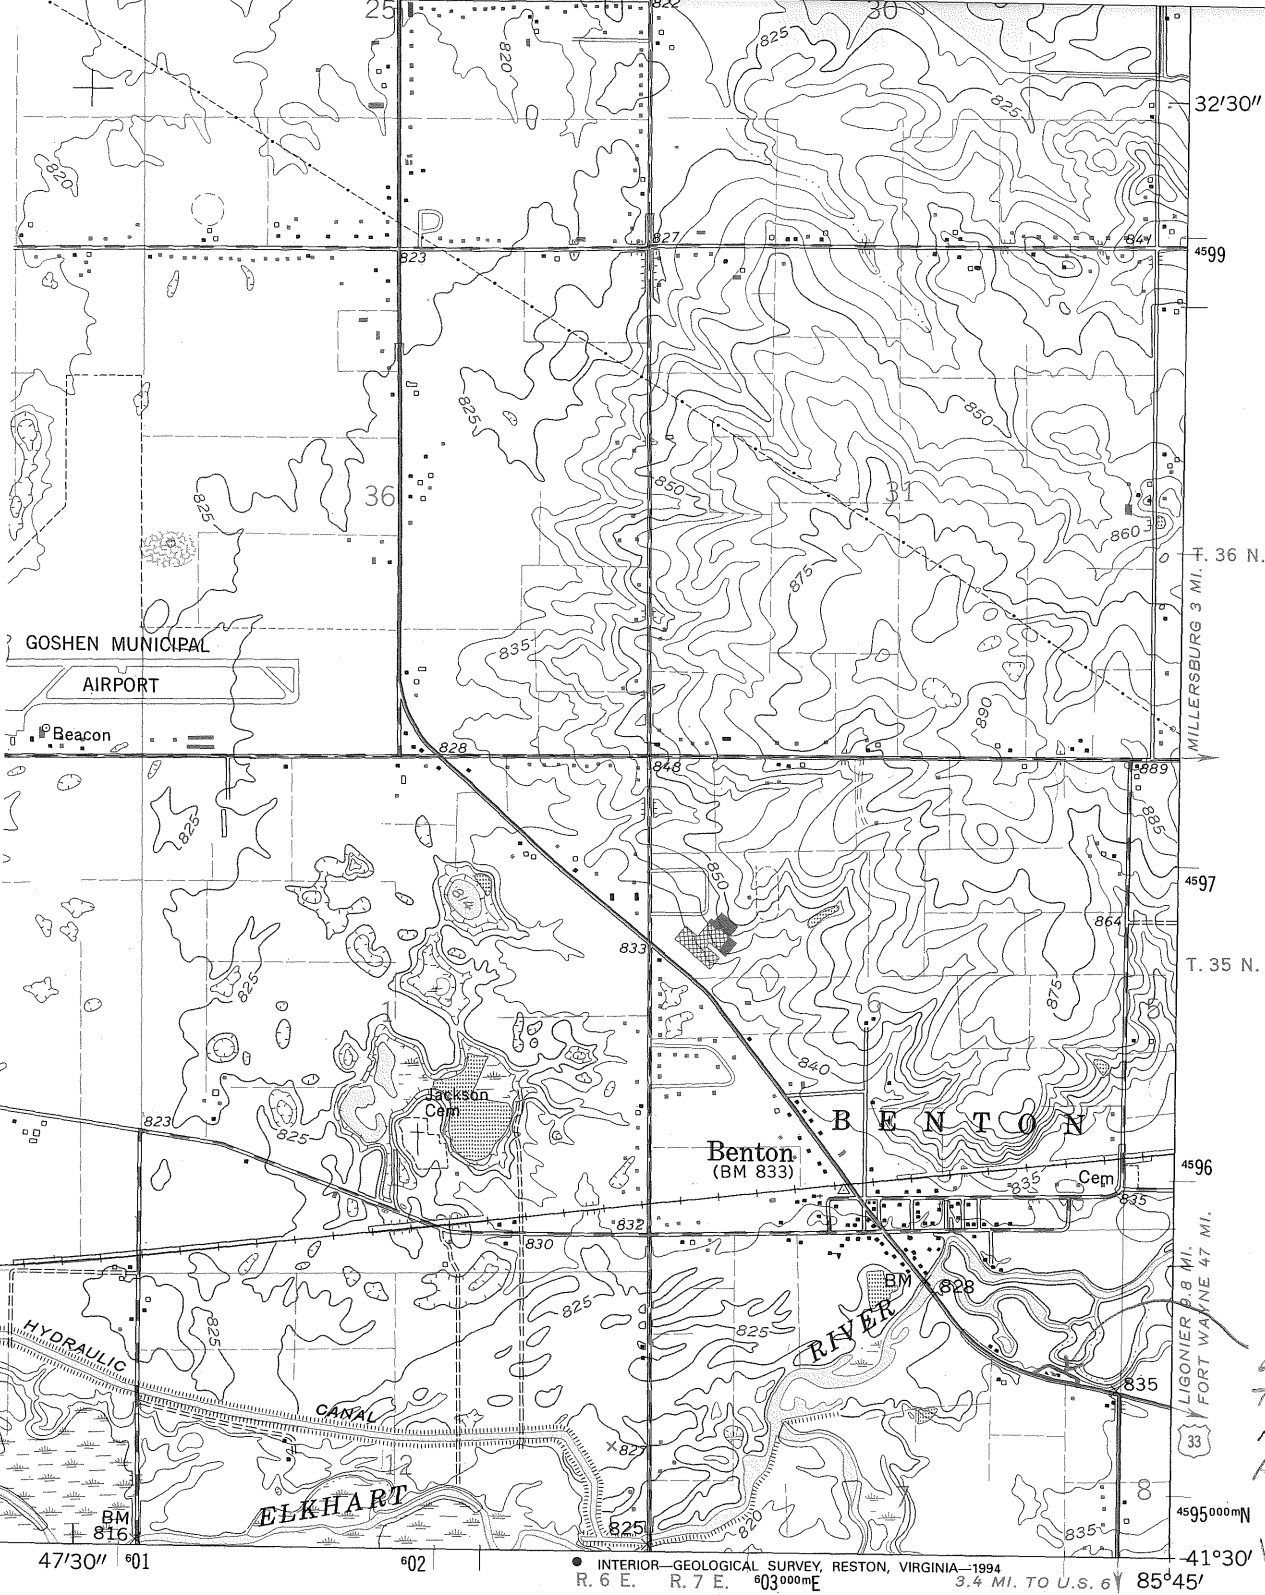 25
30
822
825
820
825
32'30"
820
P
827
841
⁴⁵99
823
825
850
36
850
31
825
860
T. 36 N.
875
MILLERSBURG 3 MI.
GOSHEN MUNICIPAL
835
AIRPORT
890
Beacon
828
848
889
825
885
850
814
⁴⁵97
864
833
T. 35 N.
825
875
1
6
5
840
Jackson
Cem
823
BENTON
825
Benton
(BM 833)
⁴⁵96
Cem
835
835
832
830
BM
828
825
825
825
RIVER
HYDRAULIC
CANAL
LIGONIER 9.8 MI.
FORT WAYNE 47 MI.
835
33
827
12
7
8
ELKHART
BM
816
825
820
835
⁴⁵95⁰⁰⁰ᵐN
47'30"
⁶01
⁶02
INTERIOR—GEOLOGICAL SURVEY, RESTON, VIRGINIA—1994
41°30'
R. 6 E.
R. 7 E.
⁶03⁰⁰⁰ᵐE
3.4 MI. TO U.S. 6
85°45'